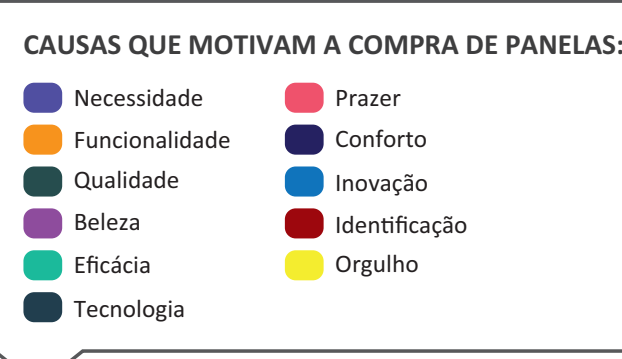 CAUSAS QUE MOTIVAM A COMPRA DE PANELAS:
Necessidade
Funcionalidade
Qualidade
Beleza
Eficácia
Tecnologia
Prazer
Conforto
Inovação
Identificação
Orgulho